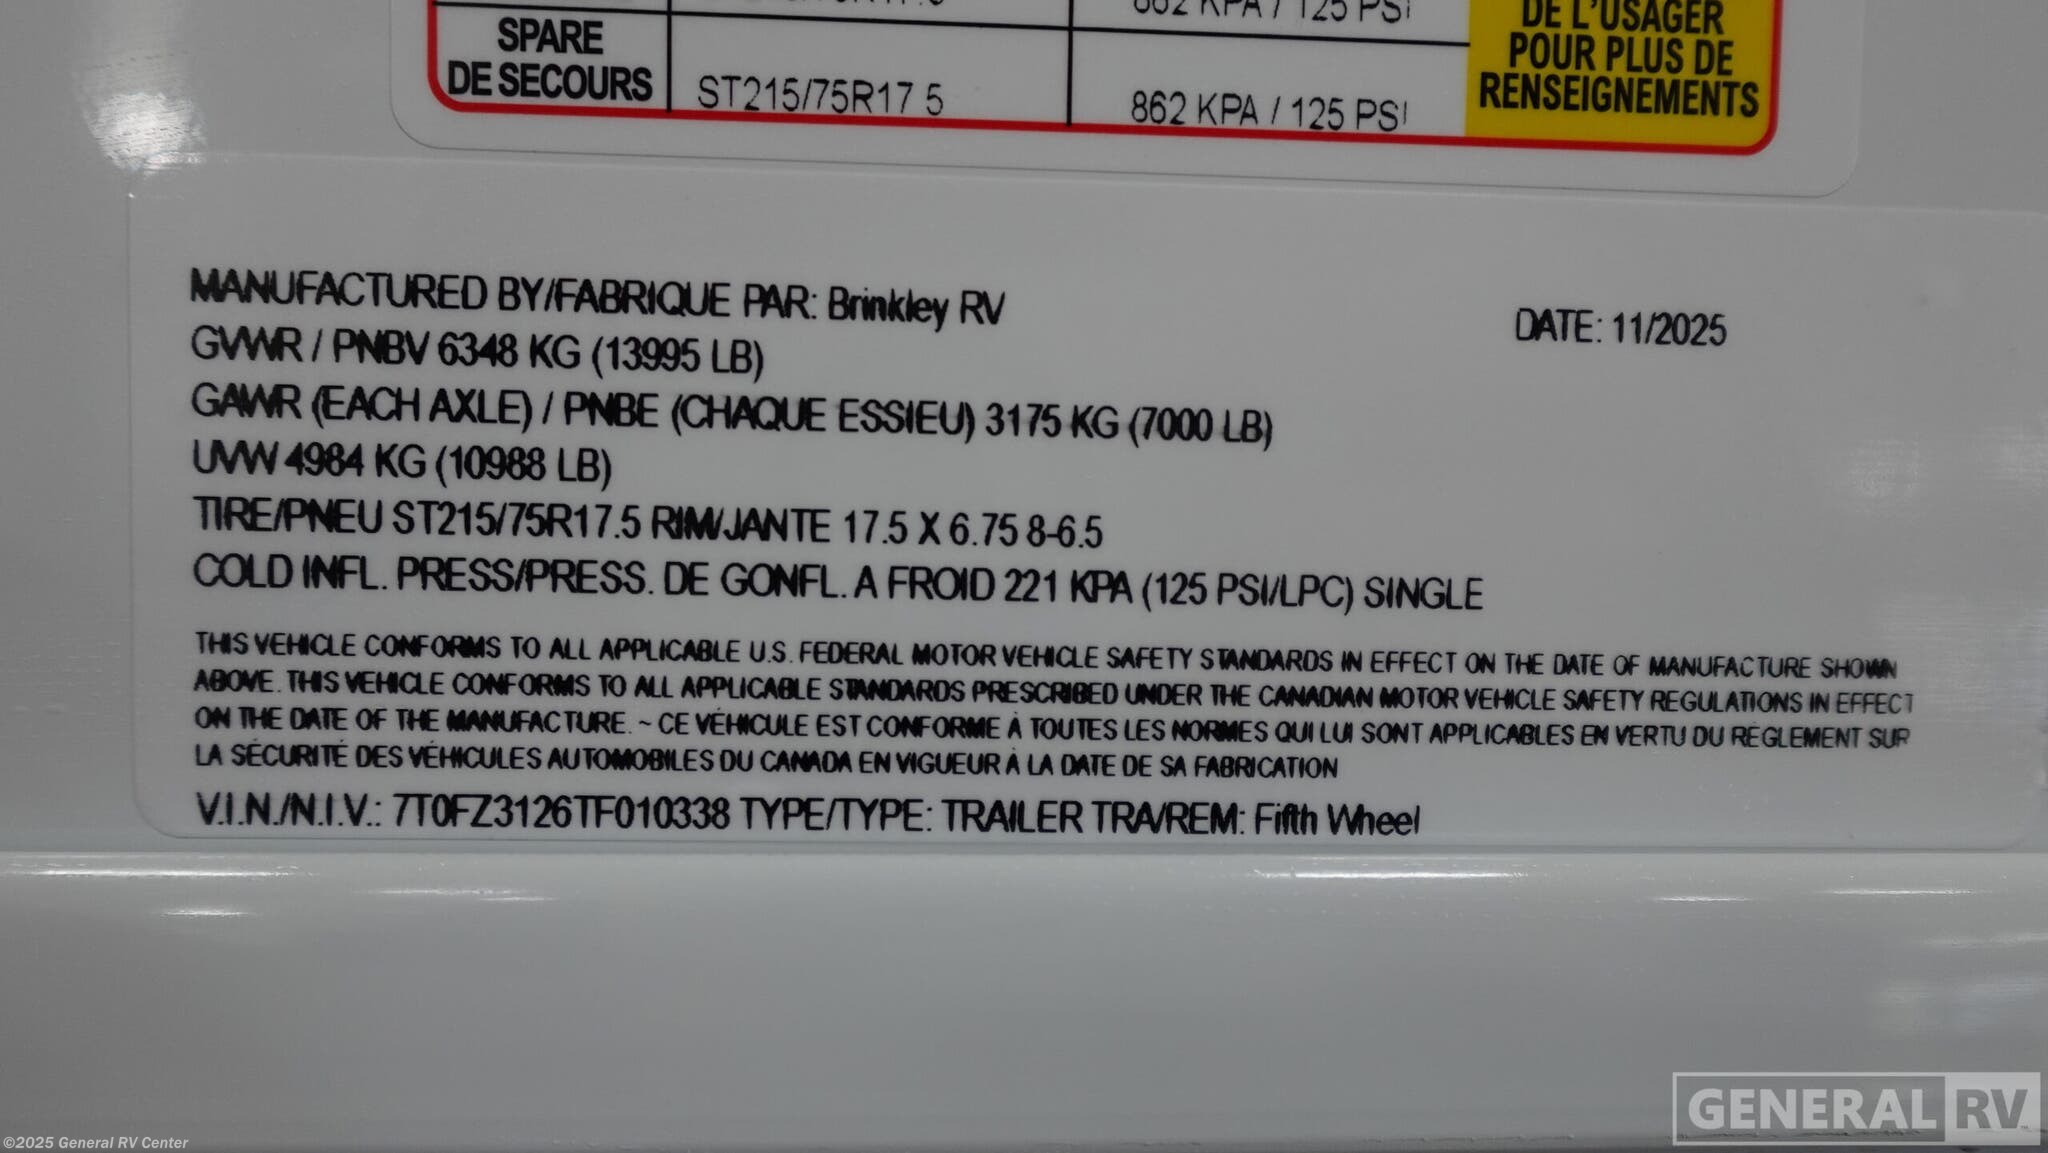 862 KPA / 125 PSI
SPARE
DE SECOURS
ST215/75R17 5
862 KPA / 125 PSI
DE L'USAGER
POUR PLUS DE
RENSEIGNEMENTS
MANUFACTURED BY/FABRIQUE PAR: Brinkley RV
DATE: 11/2025
GVWR / PNBV 6348 KG (13995 LB)
GAWR (EACH AXLE) / PNBE (CHAQUE ESSIEU) 3175 KG (7000 LB)
UVW 4984 KG (10988 LB)
TIRE/PNEU ST215/75R17.5 RIM/JANTE 17.5 X 6.75 8-6.5
COLD INFL. PRESS/PRESS. DE GONFL. A FROID 221 KPA (125 PSI/LPC) SINGLE
THIS VEHICLE CONFORMS TO ALL APPLICABLE U.S. FEDERAL MOTOR VEHICLE SAFETY STANDARDS IN EFFECT ON THE DATE OF MANUFACTURE SHOWN
ABOVE. THIS VEHICLE CONFORMS TO ALL APPLICABLE STANDARDS PRESCRIBED UNDER THE CANADIAN MOTOR VEHICLE SAFETY REGULATIONS IN EFFECT
ON THE DATE OF THE MANUFACTURE. ~ CE VÉHICULE EST CONFORME À TOUTES LES NORMES QUI LUI SONT APPLICABLES EN VERTU DU RÈGLEMENT SUR
LA SÉCURITÉ DES VÉHICULES AUTOMOBILES DU CANADA EN VIGUEUR À LA DATE DE SA FABRICATION
V.I.N./N.I.V.: 7T0FZ3126TF010338 TYPE/TYPE: TRAILER TRA/REM: Fifth Wheel
GENERAL RV
©2025 General RV Center